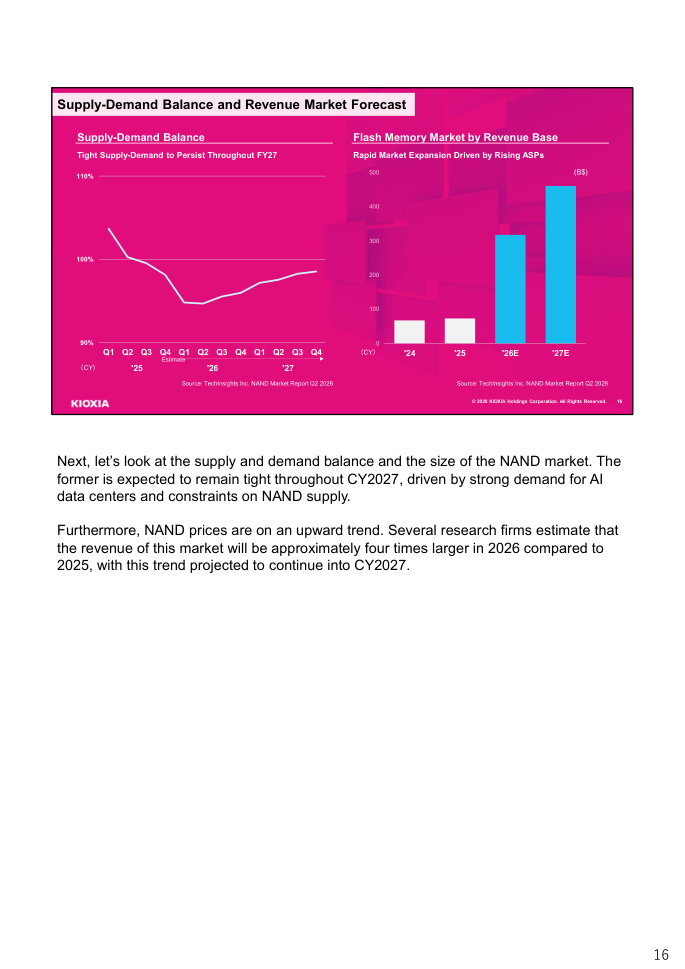 Supply-Demand Balance and Revenue Market Forecast
Supply-Demand Balance
Tight Supply-Demand to Persist Throughout FY27
110%
100%
90%
Q1 Q2 Q3 Q4 Q1 Q2 Q3 Q4 Q1 Q2 Q3 Q4
Estimate
(CY) '25 '26 '27
Source: TechInsights Inc. NAND Market Report Q2 2026
Flash Memory Market by Revenue Base
Rapid Market Expansion Driven by Rising ASPs
(B$)
500
400
300
200
100
0
(CY) '24 '25 '26E '27E
Source: TechInsights Inc. NAND Market Report Q2 2026
KIOXIA
© 2026 KIOXIA Holdings Corporation. All Rights Reserved. 16
Next, let’s look at the supply and demand balance and the size of the NAND market. The
former is expected to remain tight throughout CY2027, driven by strong demand for AI
data centers and constraints on NAND supply.
Furthermore, NAND prices are on an upward trend. Several research firms estimate that
the revenue of this market will be approximately four times larger in 2026 compared to
2025, with this trend projected to continue into CY2027.
16